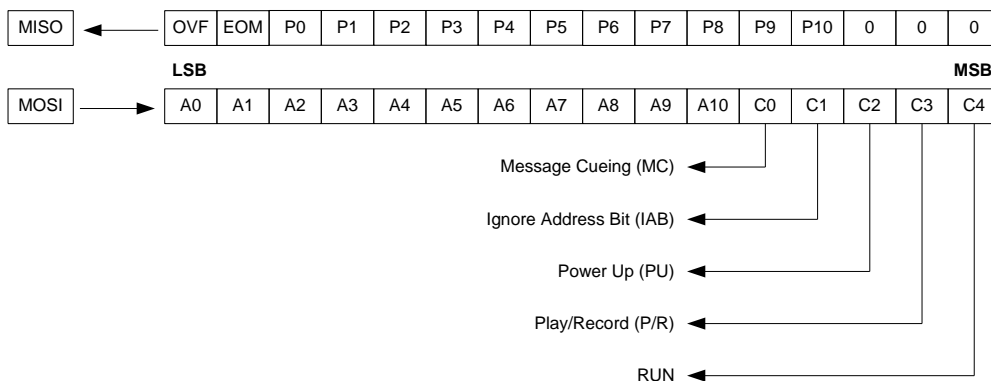 MISO OVF EOM P0 P1 P2 P3 P4 P5 P6 P7 P8 P9 P10 0 0 0
LSB MSB
MOSI A0 A1 A2 A3 A4 A5 A6 A7 A8 A9 A10 C0 C1 C2 C3 C4
Message Cueing (MC)
Ignore Address Bit (IAB)
Power Up (PU)
Play/Record (P/R)
RUN